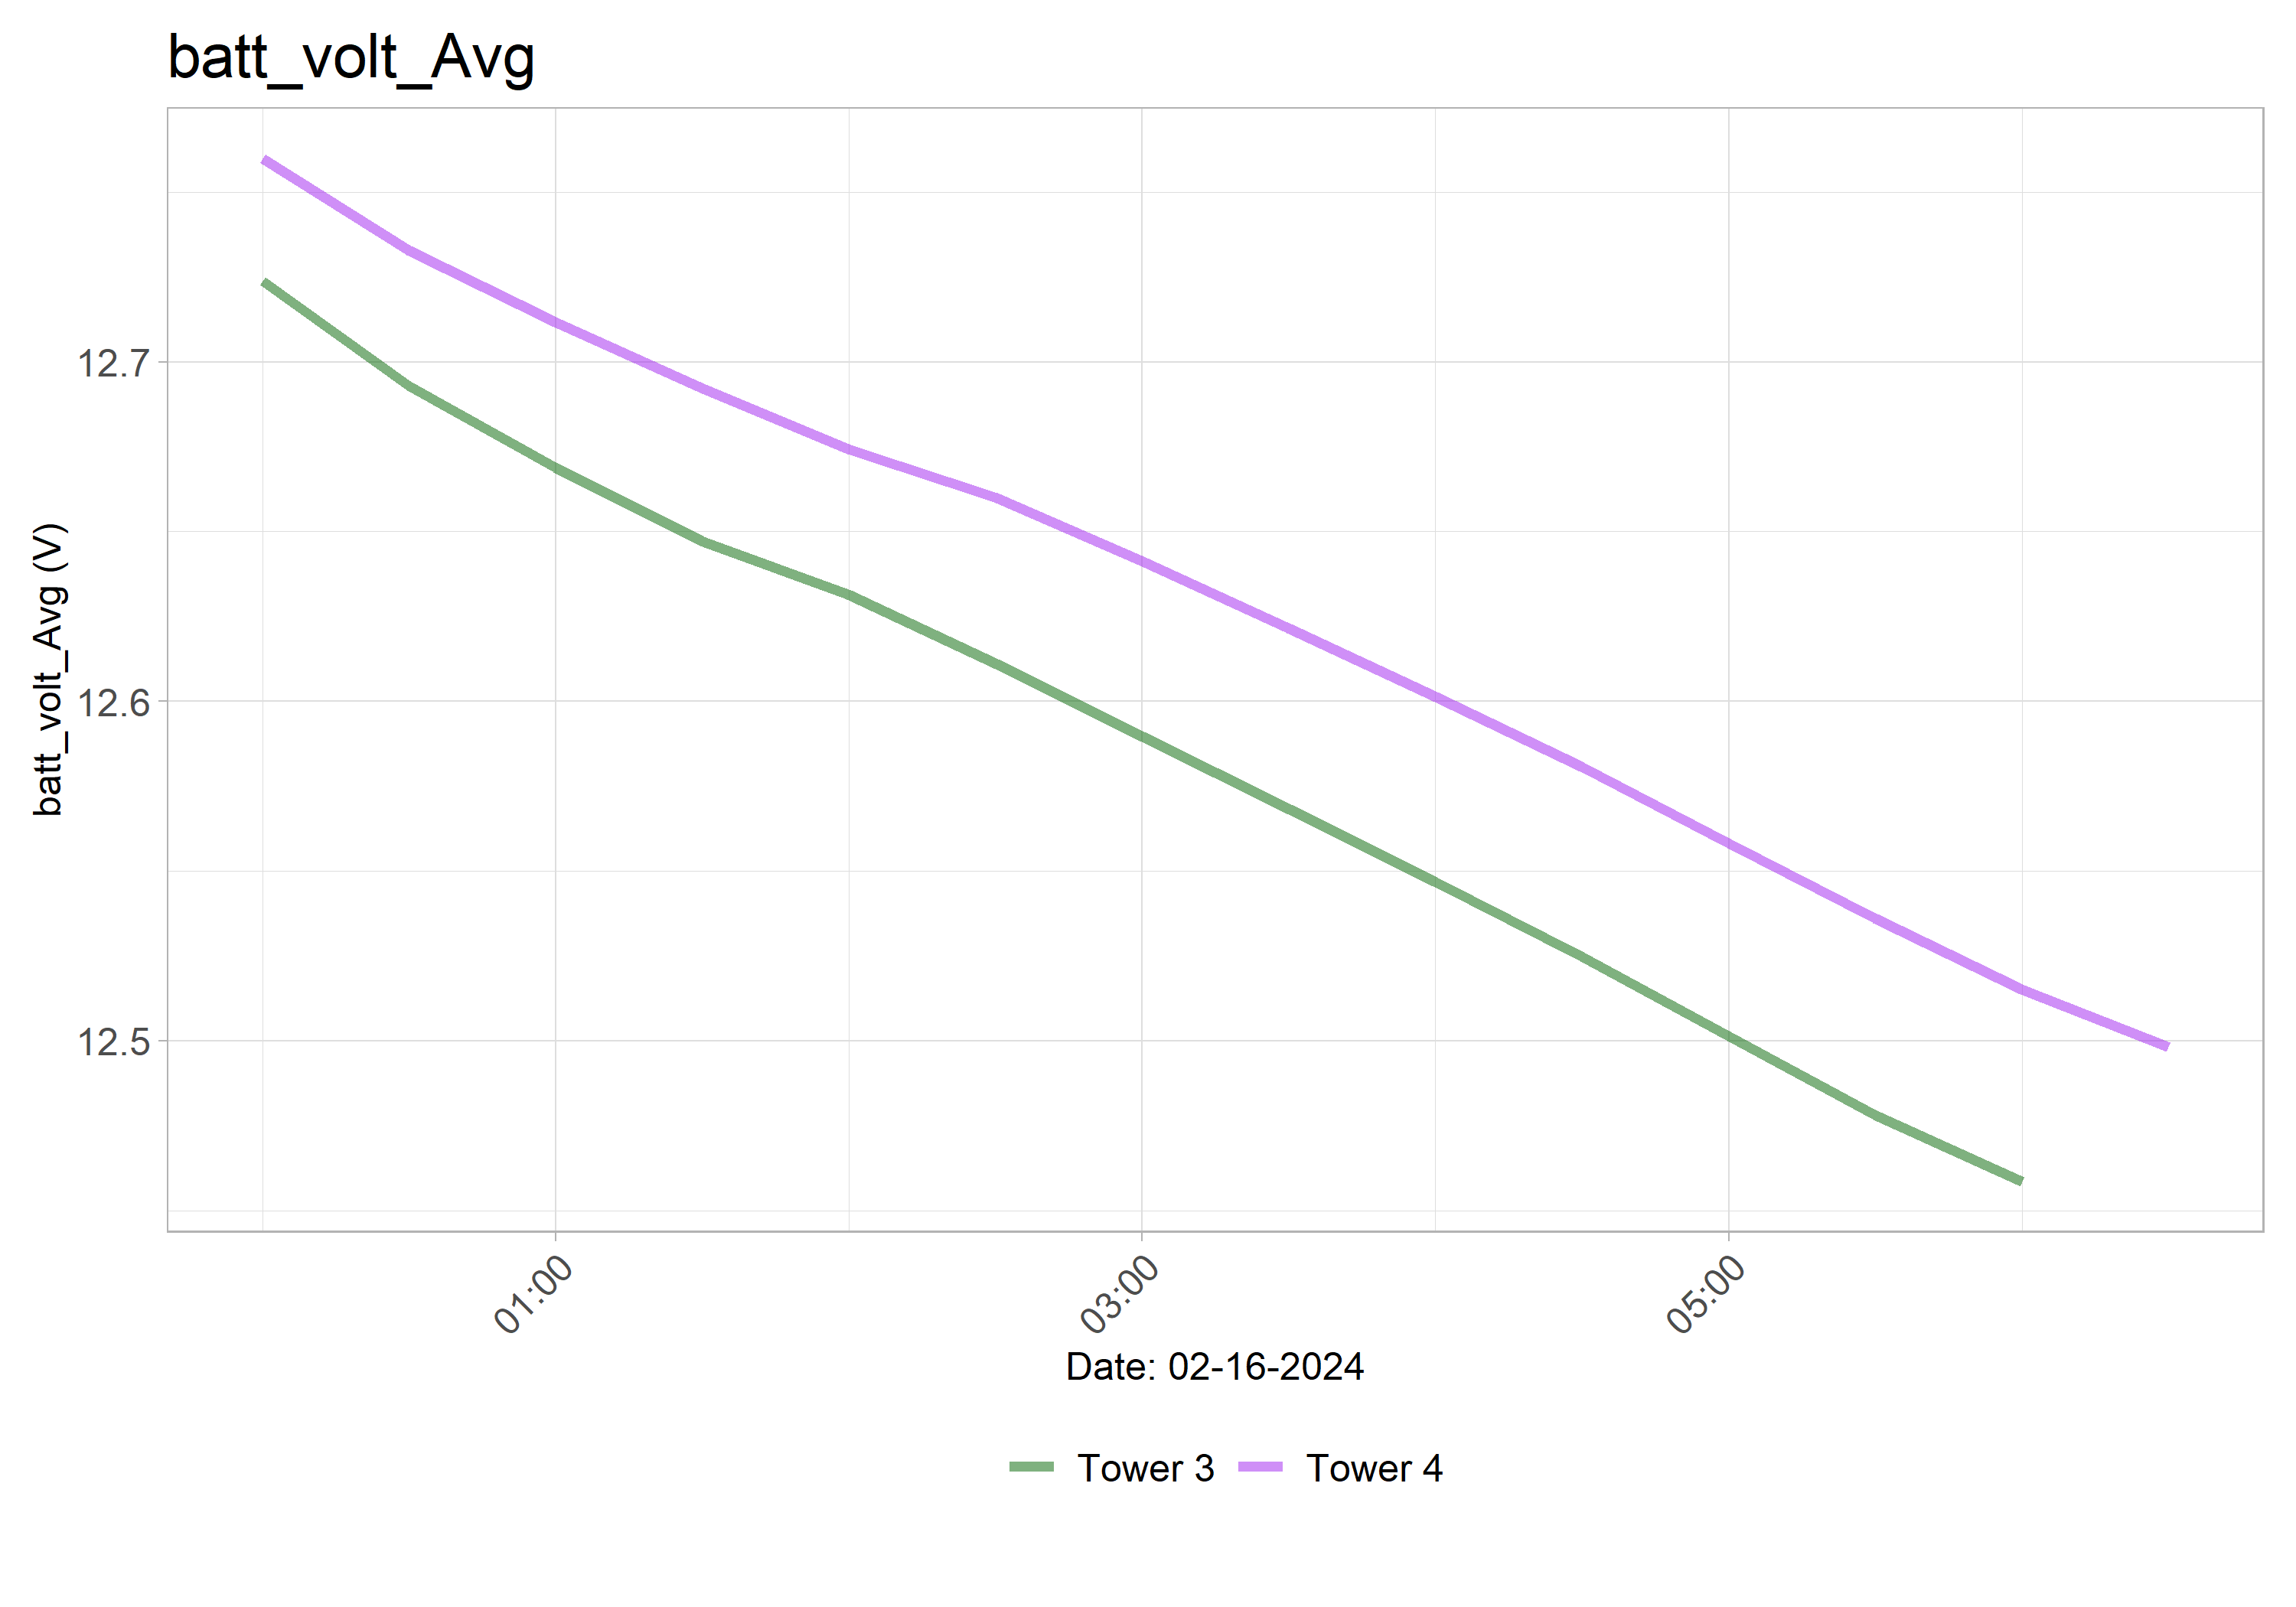 batt_volt_Avg
batt_volt_Avg (V)
12.7
12.6
12.5
01:00
03:00
05:00
Date: 02-16-2024
Tower 3
Tower 4